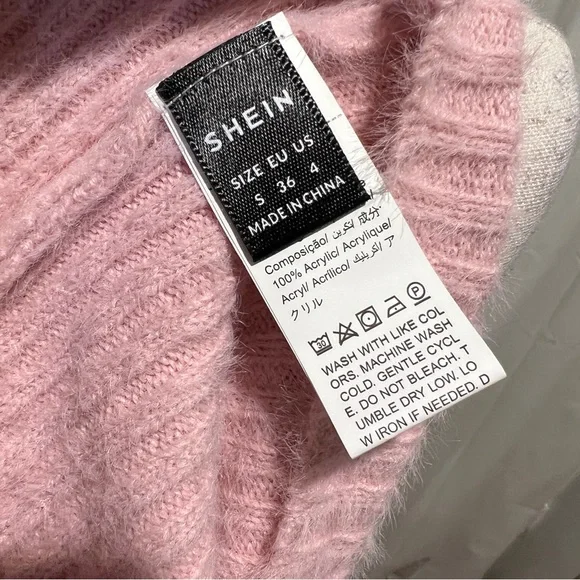 SHEIN
SIZE EU US
S 36 4
MADE IN CHINA
Composição/ تكوين/ 成分
100% Acrylic/ Acrylique/
Acryl/ Acrílico/ اكريليك/ ア
クリル
30
P
WASH WITH LIKE COL
ORS. MACHINE WASH
COLD. GENTLE CYCL
E. DO NOT BLEACH. T
UMBLE DRY LOW. LO
W IRON IF NEEDED. D